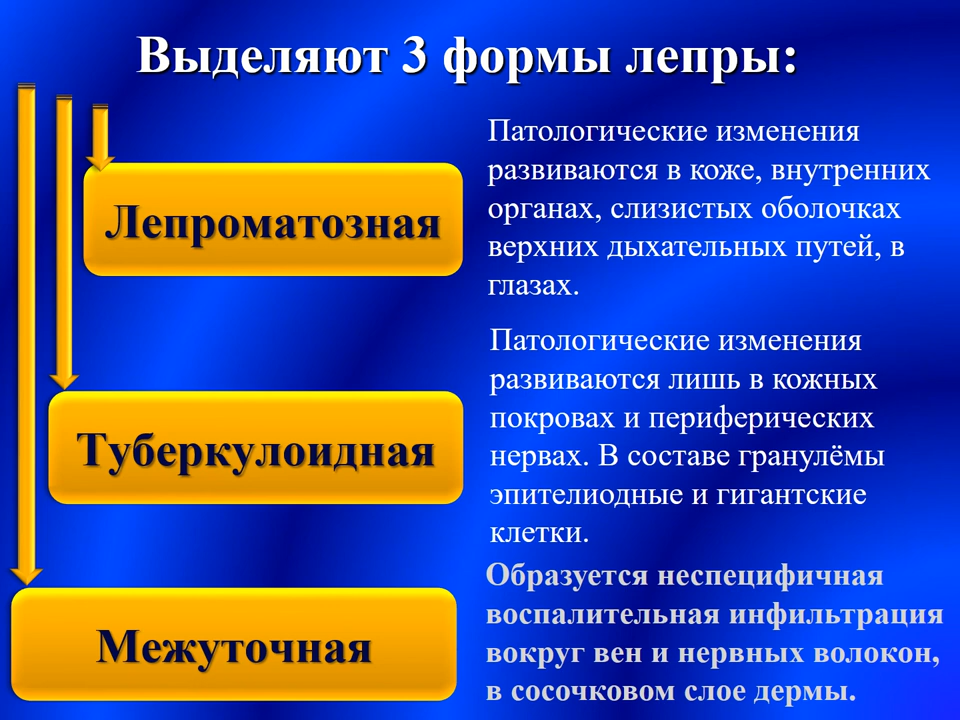 Выделяют 3 формы лепры:
Лепроматозная
Патологические изменения
развиваются в коже, внутренних
органах, слизистых оболочках
верхних дыхательных путей, в
глазах.
Туберкулоидная
Патологические изменения
развиваются лишь в кожных
покровах и периферических
нервах. В составе гранулёмы
эпителиодные и гигантские
клетки.
Межуточная
Образуется неспецифичная
воспалительная инфильтрация
вокруг вен и нервных волокон,
в сосочковом слое дермы.